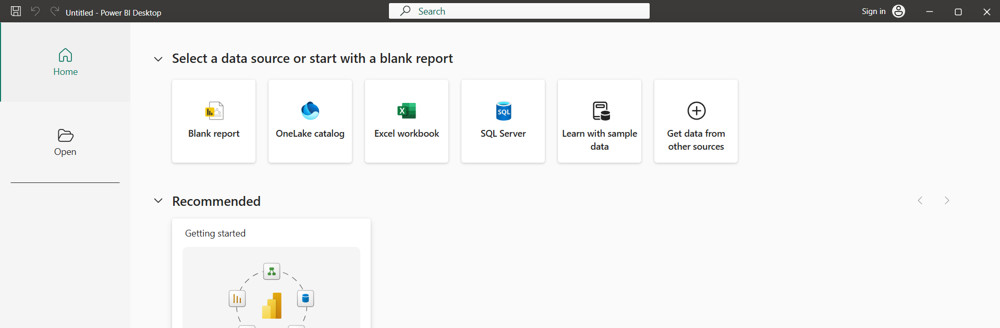 Untitled - Power BI Desktop
Search
Sign in
Home
Open
Select a data source or start with a blank report
Blank report
OneLake catalog
Excel workbook
SQL
SQL Server
Learn with sample
data
Get data from
other sources
Recommended
Getting started